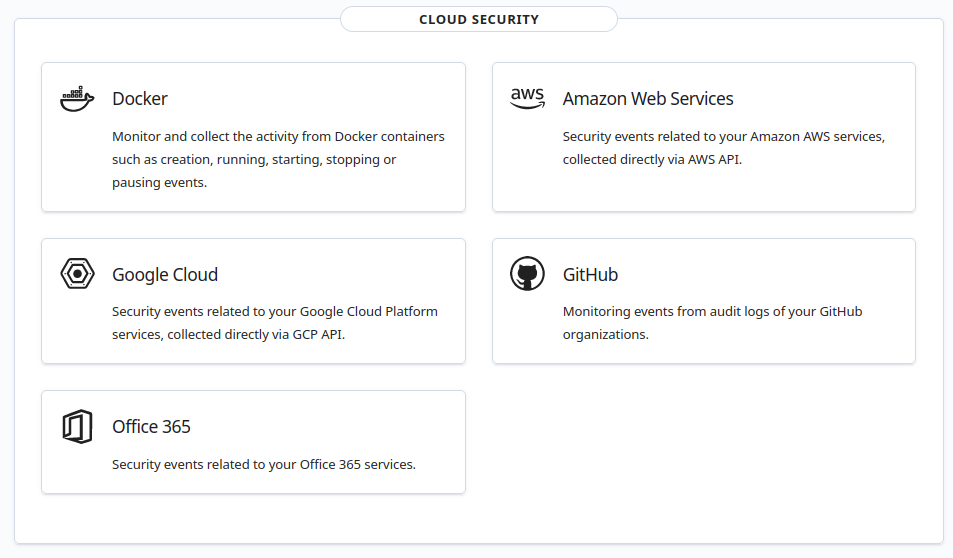 CLOUD SECURITY
Docker
Monitor and collect the activity from Docker containers
such as creation, running, starting, stopping or
pausing events.
aws
Amazon Web Services
Security events related to your Amazon AWS services,
collected directly via AWS API.
Google Cloud
Security events related to your Google Cloud Platform
services, collected directly via GCP API.
GitHub
Monitoring events from audit logs of your GitHub
organizations.
Office 365
Security events related to your Office 365 services.